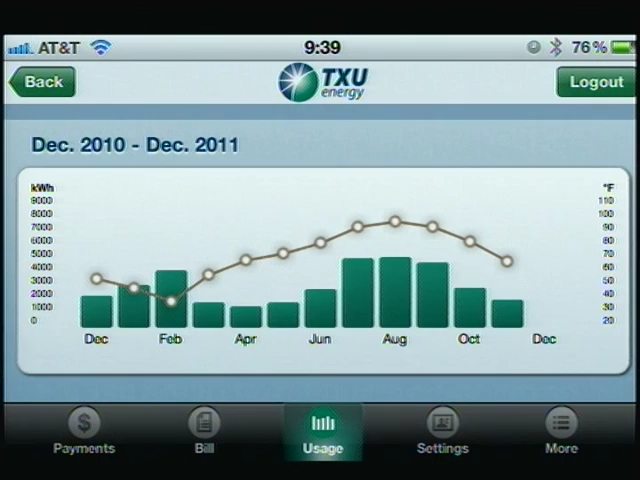 AT&T 9:39 76%
Back TXU energy Logout
Dec. 2010 - Dec. 2011
kWh °F
9000 110
8000 100
7000 90
6000 80
5000 70
4000 60
3000 50
2000 40
1000 30
0 20
Dec Feb Apr Jun Aug Oct Dec
Payments Bill Usage Settings More